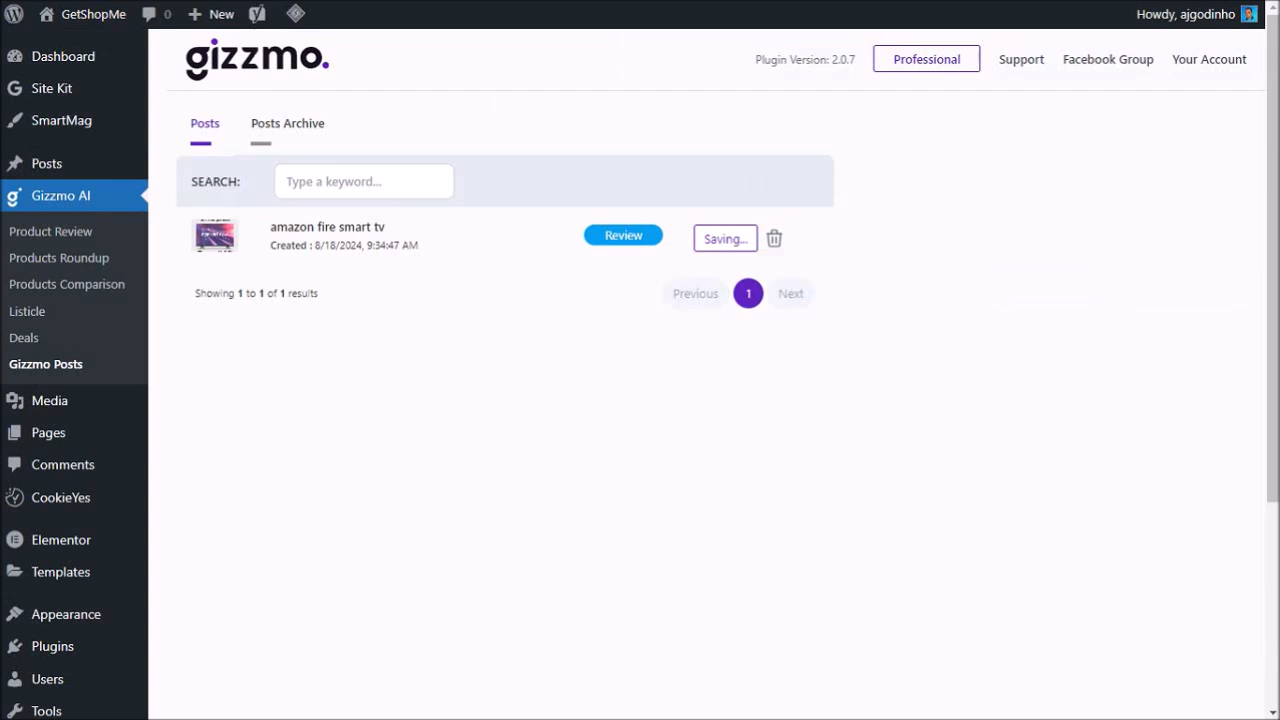 GetShopMe
0
New
Howdy, ajgodinho
Dashboard
Site Kit
SmartMag
Posts
Gizzmo AI
Product Review
Products Roundup
Products Comparison
Listicle
Deals
Gizzmo Posts
Media
Pages
Comments
CookieYes
Elementor
Templates
Appearance
Plugins
Users
Tools
gizzmo.
Plugin Version: 2.0.7
Professional
Support
Facebook Group
Your Account
Posts
Posts Archive
SEARCH:
Type a keyword...
amazon fire smart tv
Created : 8/18/2024, 9:34:47 AM
Review
Saving...
Showing 1 to 1 of 1 results
Previous
1
Next